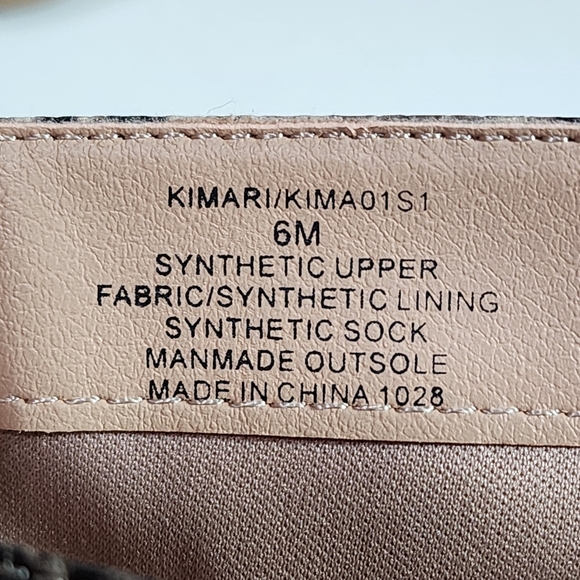 KIMARI/KIMA01S1
6M
SYNTHETIC UPPER
FABRIC/SYNTHETIC LINING
SYNTHETIC SOCK
MANMADE OUTSOLE
MADE IN CHINA 1028